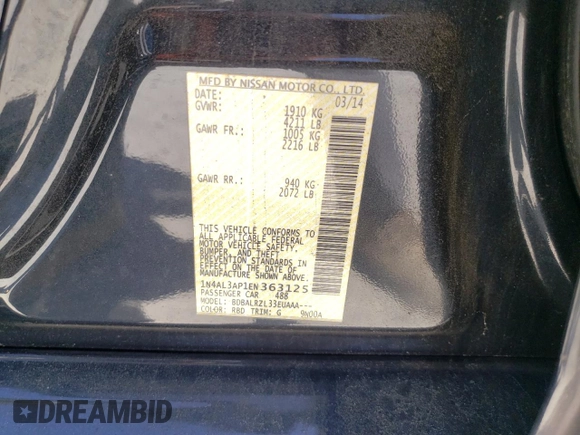 MFD BY NISSAN MOTOR CO., LTD.
DATE: 03/14
GVWR: 1910 KG
4211 LB
GAWR FR.: 1005 KG
2216 LB
GAWR RR.: 940 KG
2072 LB
THIS VEHICLE CONFORMS TO
ALL APPLICABLE FEDERAL
MOTOR VEHICLE SAFETY,
BUMPER, AND THEFT
PREVENTION STANDARDS IN
EFFECT ON THE DATE OF
MANUFACTURE SHOWN ABOVE.
1N4AL3AP1EN363125
PASSENGER CAR 488
MODEL: BDBALRZL33EUAAA---
COLOR: RBD TRIM: G 9N00A
DREAMBID